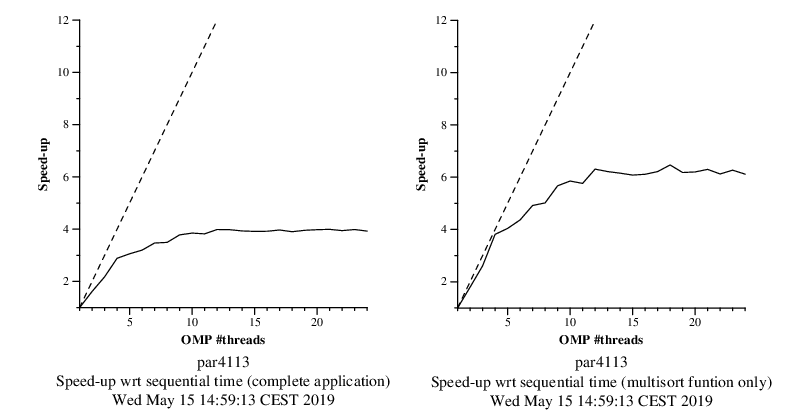 12
10
8
6
4
2
Speed-up
5 10 15 20
OMP #threads
par4113
Speed-up wrt sequential time (complete application)
Wed May 15 14:59:13 CEST 2019
12
10
8
6
4
2
Speed-up
5 10 15 20
OMP #threads
par4113
Speed-up wrt sequential time (multisort funtion only)
Wed May 15 14:59:13 CEST 2019